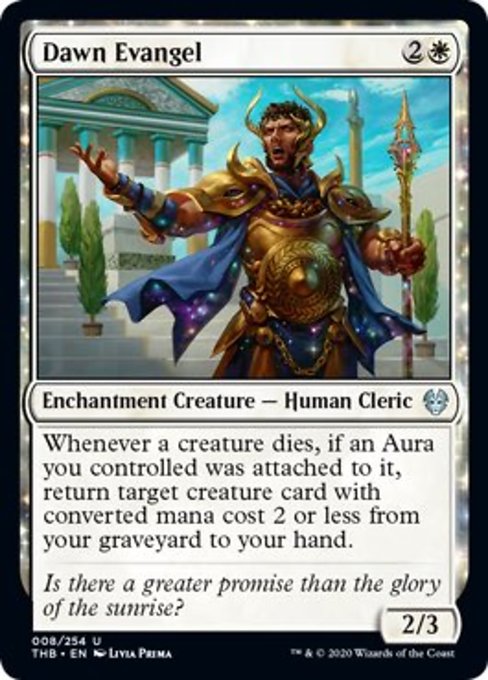 Dawn Evangel 2
Enchantment Creature — Human Cleric
Whenever a creature dies, if an Aura
you controlled was attached to it,
return target creature card with
converted mana cost 2 or less from
your graveyard to your hand.
Is there a greater promise than the glory
of the sunrise?
2/3
008/254 U
THB • EN Livia Prima
™ & © 2020 Wizards of the Coast